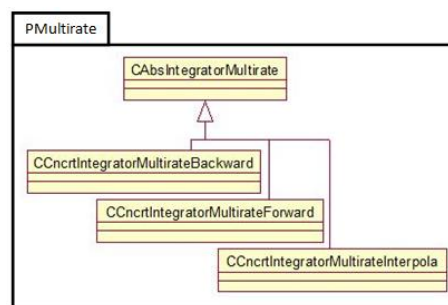 PMultirate
CAbsIntegratorMultirate
CCncrtIntegratorMultirateBackward
CCncrtIntegratorMultirateForward
CCncrtIntegratorMultirateInterpola